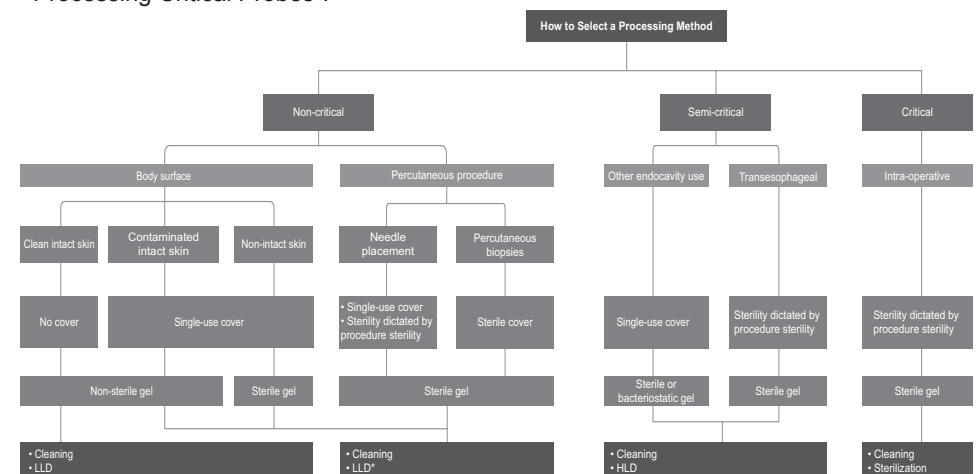 Processing Critical Probes".
How to Select a Processing Method
Non-critical
Semi-critical
Critical
Body surface
Percutaneous procedure
Other endocavity use
Transesophageal
Intra-operative
Clean intact skin
Contaminated
intact skin
Non-intact skin
Needle
placement
Percutaneous
biopsies
No cover
Single-use cover
• Single-use cover
• Sterility dictated by
procedure sterility
Sterile cover
Single-use cover
Sterility dictated by
procedure sterility
Sterility dictated by
procedure sterility
Non-sterile gel
Sterile gel
Sterile gel
Sterile or
bacteriostatic gel
Sterile gel
Sterile gel
• Cleaning
• LLD
• Cleaning
• LLD*
• Cleaning
• HLD
• Cleaning
• Sterilization